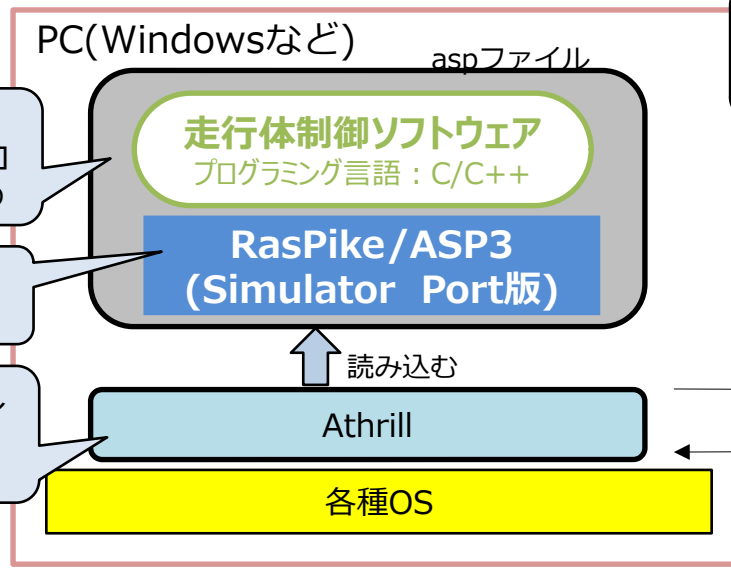 PC(Windowsなど)
aspファイル
走行体制御ソフトウェア
プログラミング言語：C/C++
RasPike/ASP3
(Simulator Port版)
読み込む
Athrill
各種OS